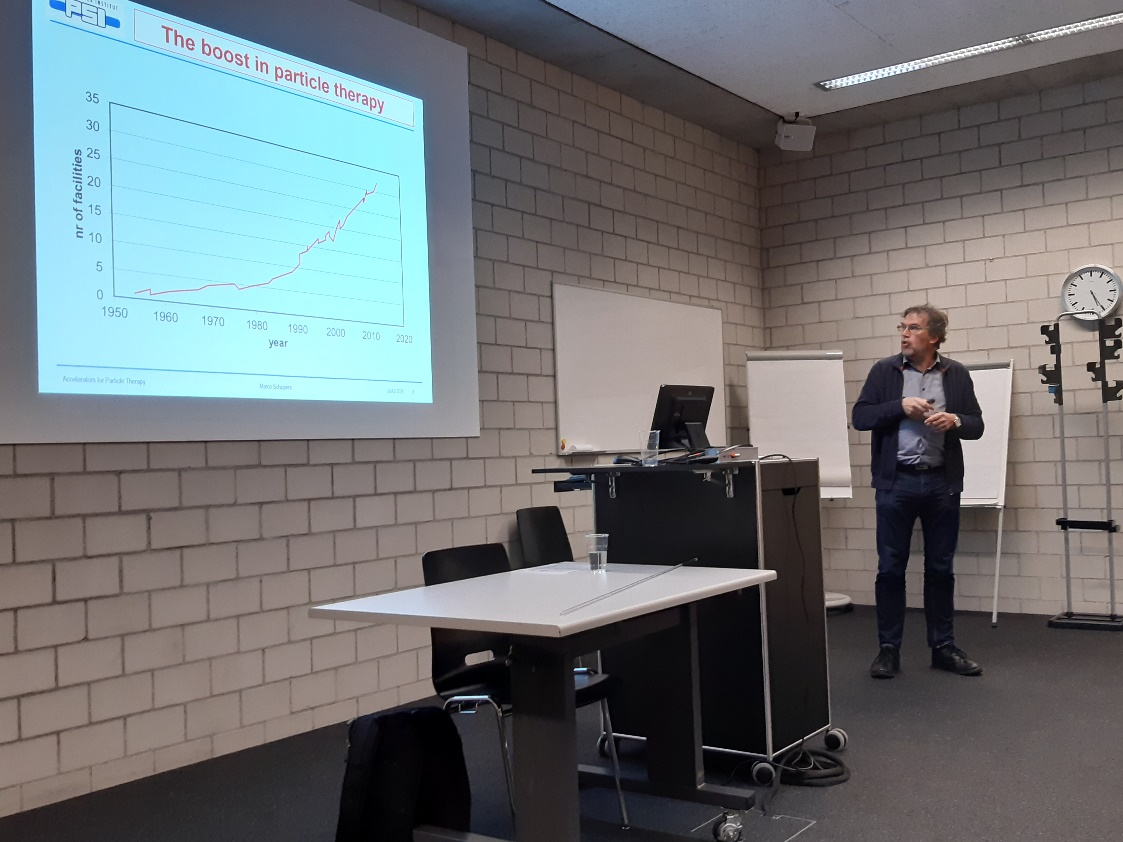 INSTITUT
PSI
The boost in particle therapy
35
30
25
20
15
10
5
0
nr of facilities
1950 1960 1970 1980 1990 2000 2010 2020
year
Accelerators for Particle Therapy
Marco Schippers